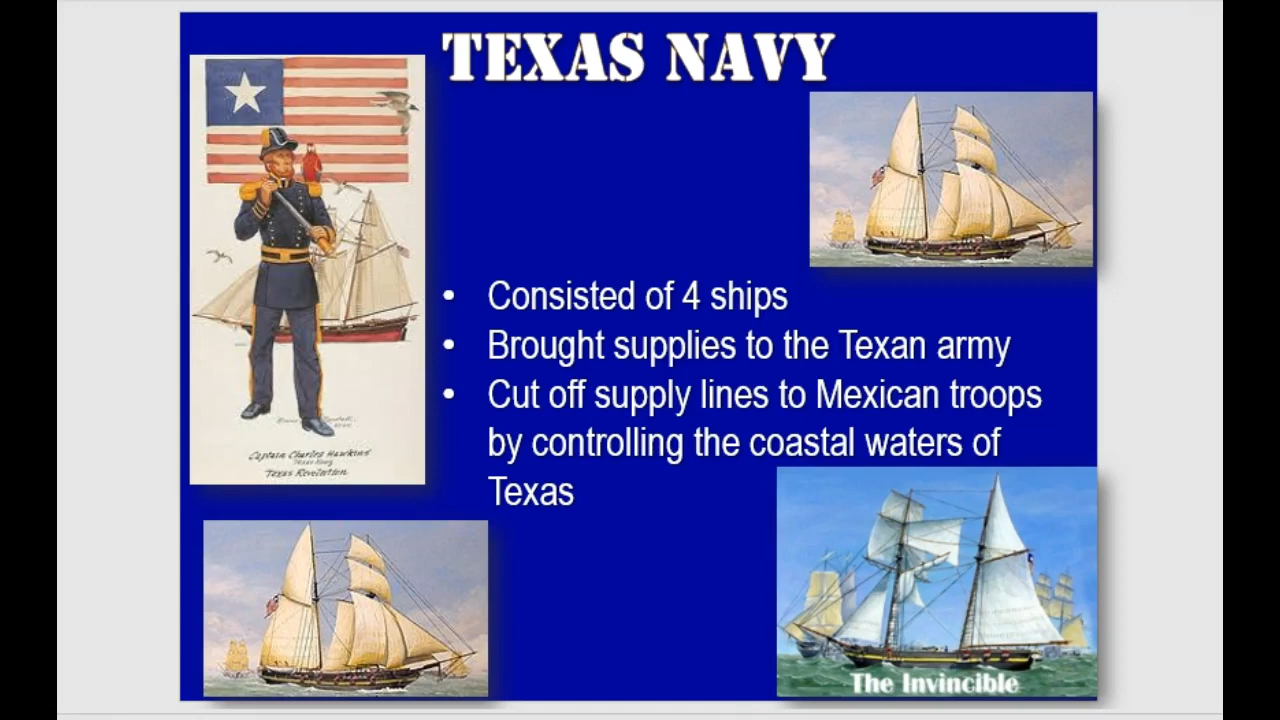 TEXAS NAVY
• Consisted of 4 ships
• Brought supplies to the Texan army
• Cut off supply lines to Mexican troops
by controlling the coastal waters of
Texas
Captain Charles Hawkins
Texas Navy
Texas Revolution
The Invincible